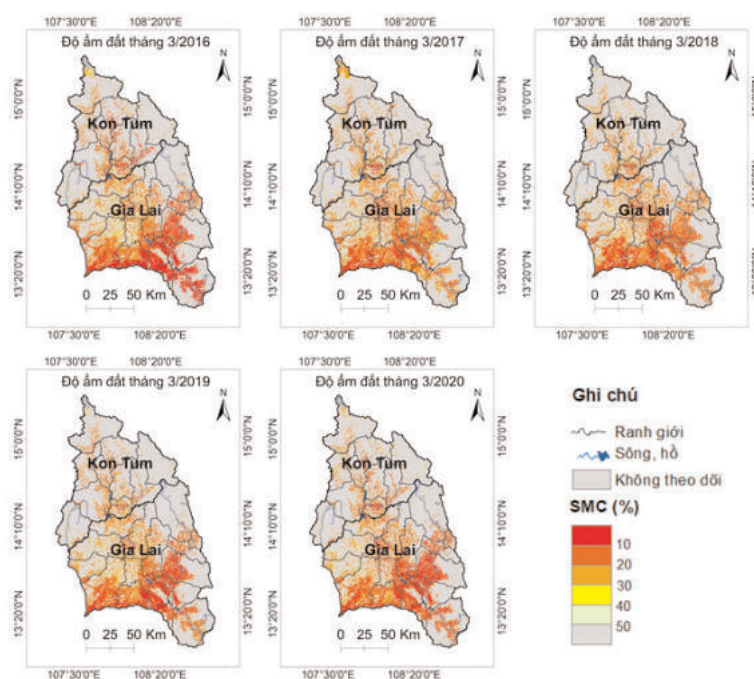 107°30'0"E 108°20'0"E
Độ ẩm đất tháng 3/2016
N
Kon Tum
Gia Lai
0 25 50 Km
15°0'0"N
14°10'0"N
13°20'0"N
107°30'0"E 108°20'0"E
107°30'0"E 108°20'0"E
Độ ẩm đất tháng 3/2017
N
Kon Tum
Gia Lai
0 25 50 Km
15°0'0"N
14°10'0"N
13°20'0"N
107°30'0"E 108°20'0"E
107°30'0"E 108°20'0"E
Độ ẩm đất tháng 3/2018
N
Kon Tum
Gia Lai
0 25 50 Km
107°30'0"E 108°20'0"E
107°30'0"E 108°20'0"E
Độ ẩm đất tháng 3/2019
N
Kon Tum
Gia Lai
0 25 50 Km
15°0'0"N
14°10'0"N
13°20'0"N
107°30'0"E 108°20'0"E
107°30'0"E 108°20'0"E
Độ ẩm đất tháng 3/2020
N
Kon Tum
Gia Lai
0 25 50 Km
15°0'0"N
14°10'0"N
13°20'0"N
107°30'0"E 108°20'0"E
Ghi chú
Ranh giới
Sông, hồ
Không theo dõi
SMC (%)
10
20
30
40
50